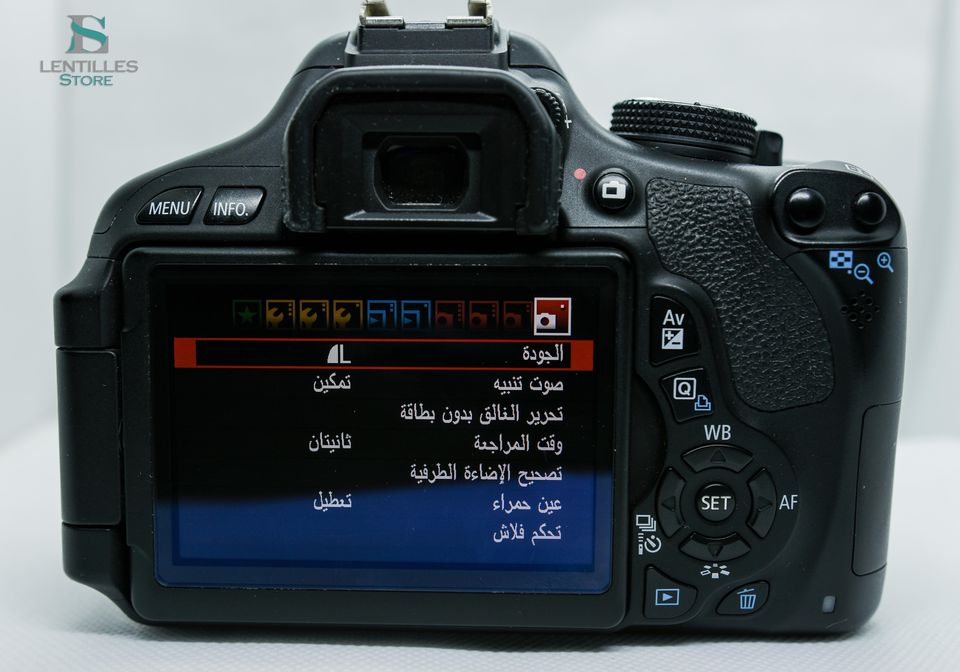 LENTILLES
STORE
MENU
INFO.
Av
Q
WB
SET
AF
الجودة L
صوت تنبيه تمكين
تحرير الغالق بدون بطاقة
وقت المراجعة ثانيتان
تصحيح الإضاءة الطرفية
عين حمراء تعطيل
تحكم فلاش